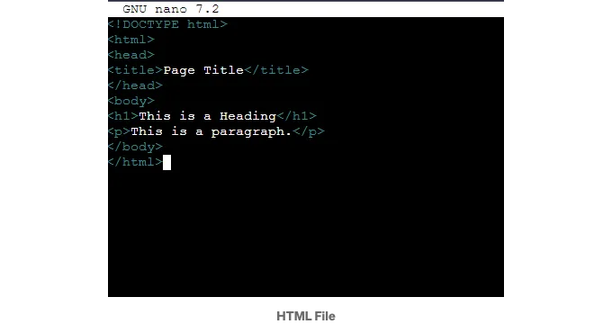 GNU nano 7.2
<!DOCTYPE html>
<html>
<head>
<title>Page Title</title>
</head>
<body>
<h1>This is a Heading</h1>
<p>This is a paragraph.</p>
</body>
</html>
HTML File